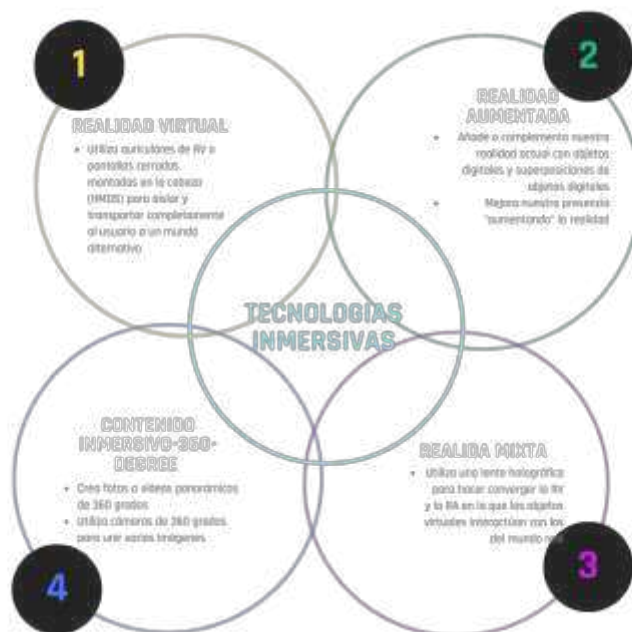 1
REALIDAD VIRTUAL
• Utiliza auriculares de RV o
pantallas cerradas
montadas en la cabeza
(HMDS) para aislar y
transportar completamente
al usuario a un mundo
alternativo
2
REALIDAD
AUMENTADA
• Añade o complementa nuestra
realidad actual con objetos
digitales y superposiciones de
objetos digitales
• Mejora nuestra presencia
"aumentando" la realidad
TECNOLOGÍAS
INMERSIVAS
CONTENIDO
INMERSIVO-360-
DEGREE
• Crea fotos o vídeos panorámicos
de 360 grados
• Utiliza cámaras de 360 grados
para unir varias imágenes
4
REALIDA MIXTA
• Utiliza una lente holográfica
para hacer converger la RV
y la RA en la que los objetos
virtuales interactúan con los
del mundo
3